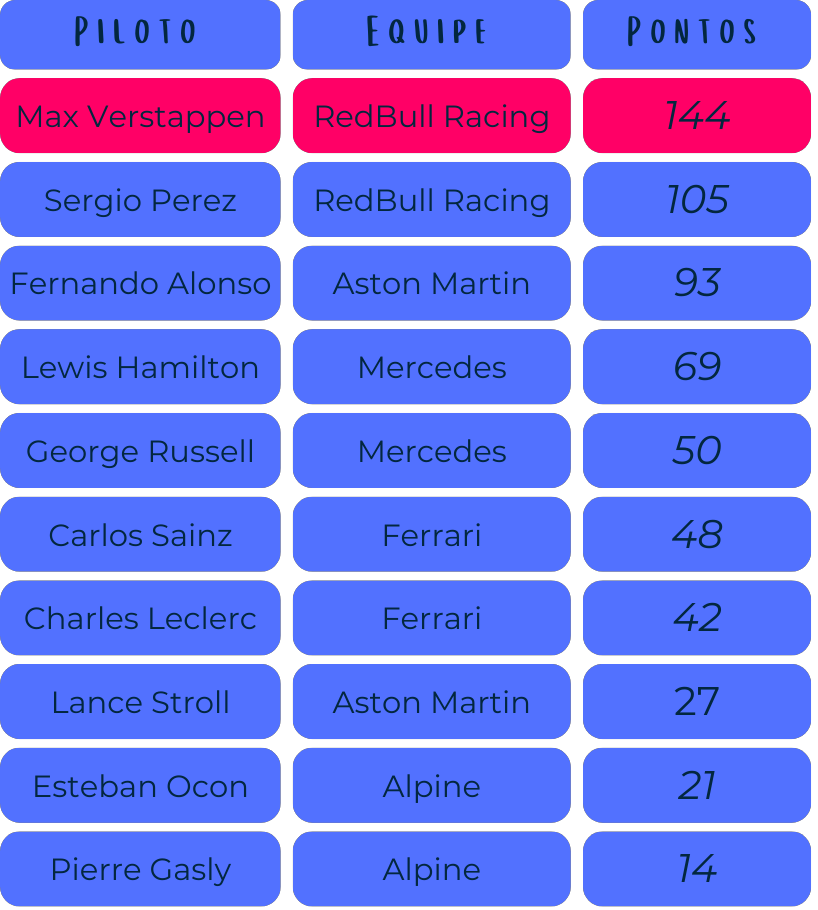 Piloto Equipe Pontos
Max Verstappen RedBull Racing 144
Sergio Perez RedBull Racing 105
Fernando Alonso Aston Martin 93
Lewis Hamilton Mercedes 69
George Russell Mercedes 50
Carlos Sainz Ferrari 48
Charles Leclerc Ferrari 42
Lance Stroll Aston Martin 27
Esteban Ocon Alpine 21
Pierre Gasly Alpine 14